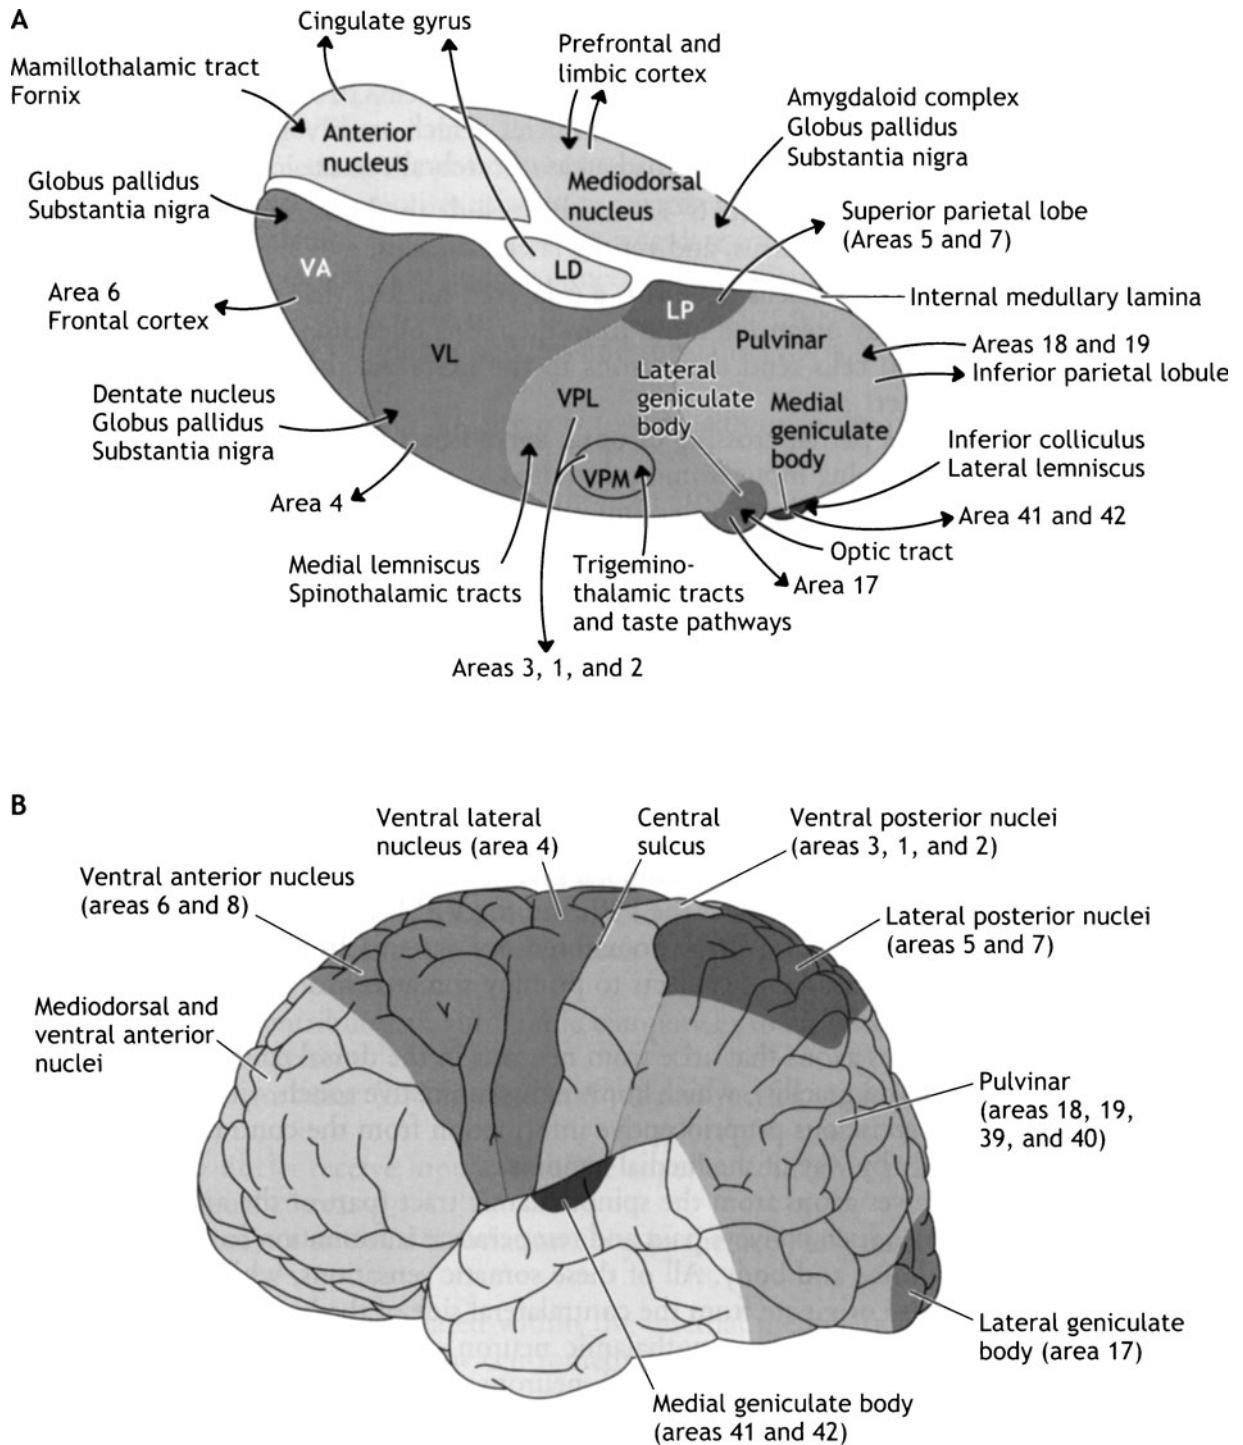 A
Cingulate gyrus
Prefrontal and
limbic cortex
Mamillothalamic tract
Fornix
Amygdaloid complex
Globus pallidus
Substantia nigra
Anterior
nucleus
Mediodorsal
nucleus
Globus pallidus
Substantia nigra
Superior parietal lobe
(Areas 5 and 7)
VA
LD
LP
Internal medullary lamina
Area 6
Frontal cortex
VL
Pulvinar
Areas 18 and 19
Inferior parietal lobule
Lateral
geniculate
body
Dentate nucleus
Globus pallidus
Substantia nigra
VPL
Medial
geniculate
body
Inferior colliculus
Lateral lemniscus
VPM
Area 4
Area 41 and 42
Optic tract
Medial lemniscus
Spinothalamic tracts
Trigemino-
thalamic tracts
and taste pathways
Area 17
Areas 3, 1, and 2
B
Ventral lateral
nucleus (area 4)
Central
sulcus
Ventral posterior nuclei
(areas 3, 1, and 2)
Ventral anterior nucleus
(areas 6 and 8)
Lateral posterior nuclei
(areas 5 and 7)
Mediodorsal and
ventral anterior
nuclei
Pulvinar
(areas 18, 19,
39, and 40)
Lateral geniculate
body (area 17)
Medial geniculate body
(areas 41 and 42)